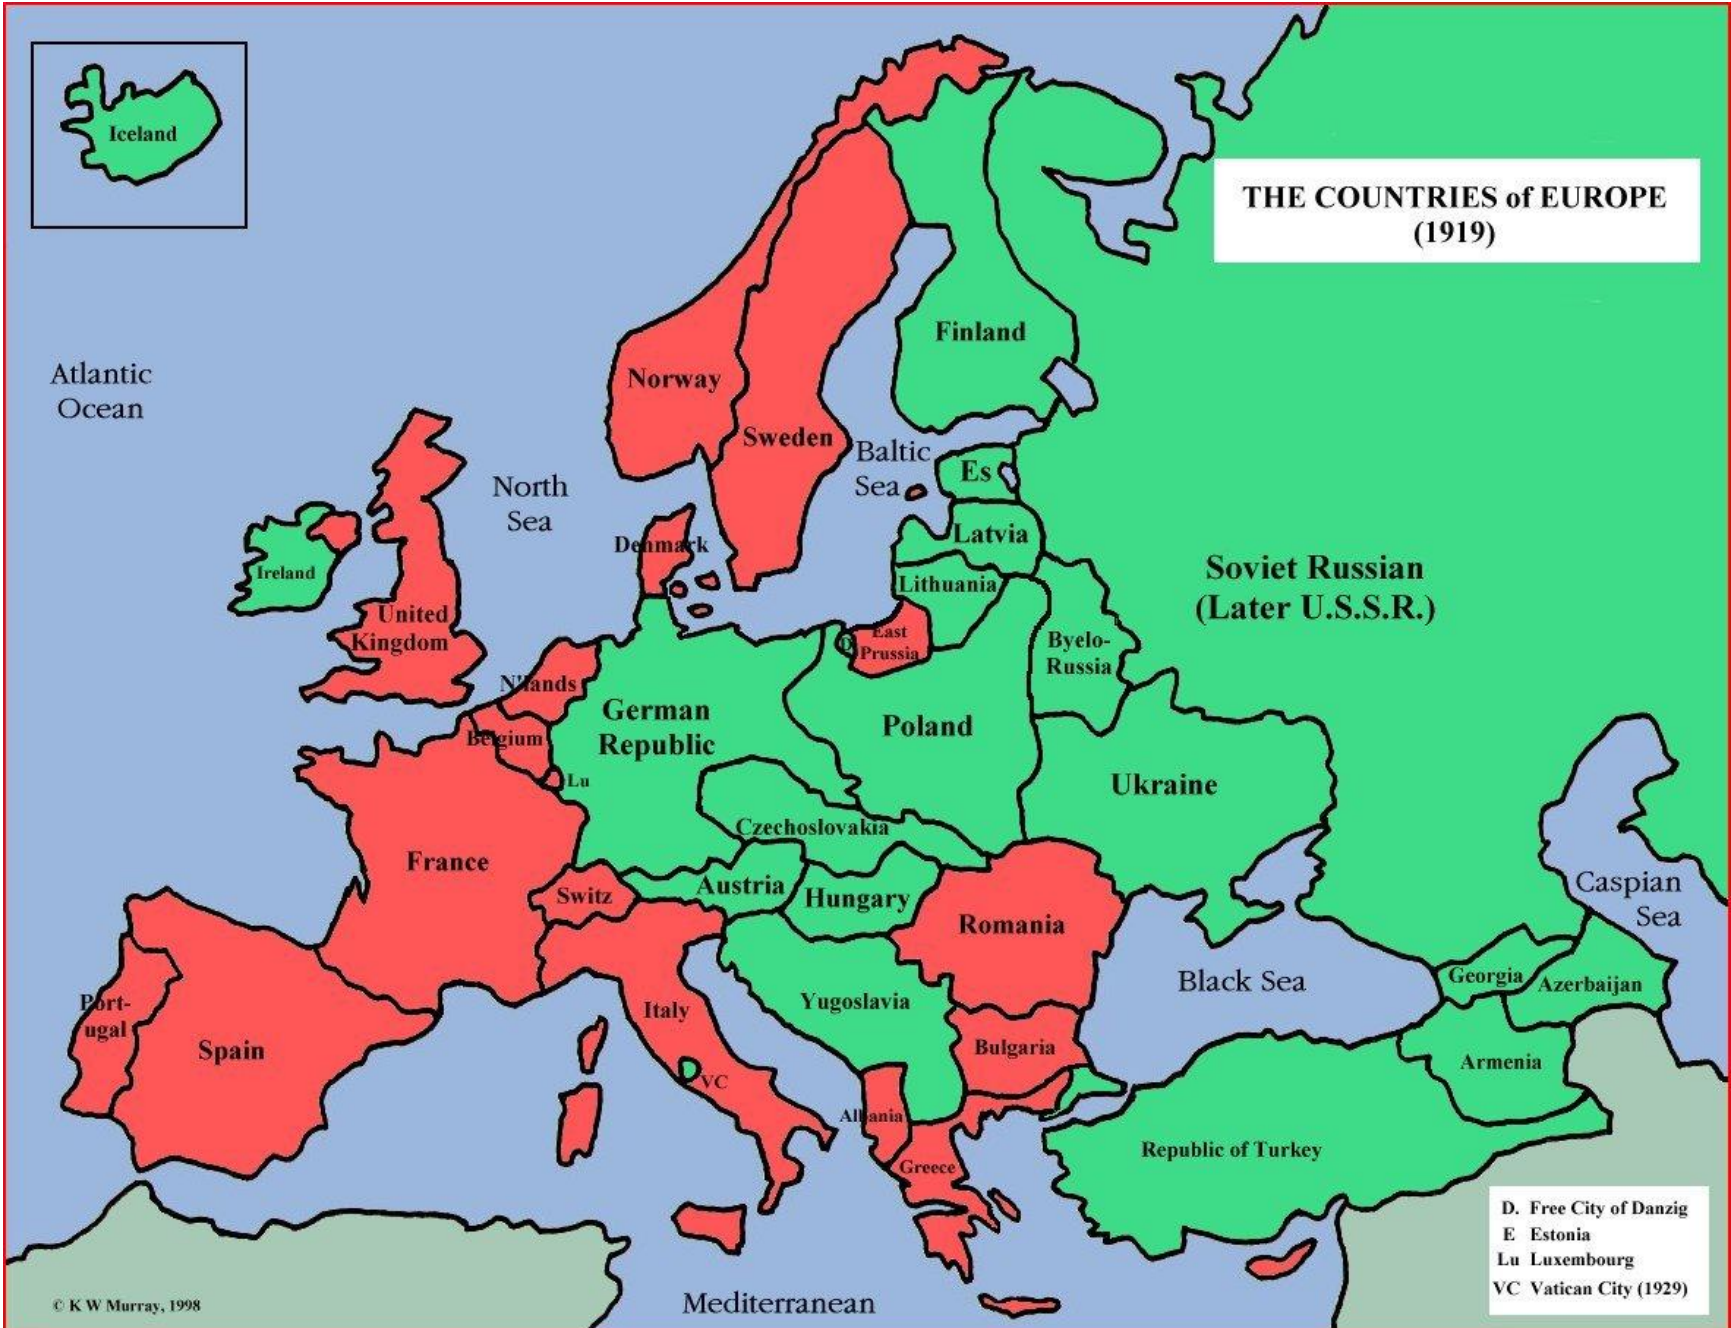 Iceland
THE COUNTRIES of EUROPE
(1919)
Atlantic
Ocean
Finland
Norway
Sweden
Baltic
Sea
Es
North
Sea
Latvia
Denmark
Ireland
Soviet Russian
(Later U.S.S.R.)
Lithuania
United
Kingdom
D
East
Prussia
Byelo-
Russia
N'lands
German
Republic
Poland
Belgium
Lu
Ukraine
Czechoslovakia
France
Switz
Austria
Hungary
Caspian
Sea
Romania
Georgia
Azerbaijan
Black Sea
Port-
ugal
Yugoslavia
Italy
Spain
Bulgaria
Armenia
VC
Albania
Republic of Turkey
Greece
D. Free City of Danzig
E Estonia
Lu Luxembourg
VC Vatican City (1929)
© K W Murray, 1998
Mediterranean